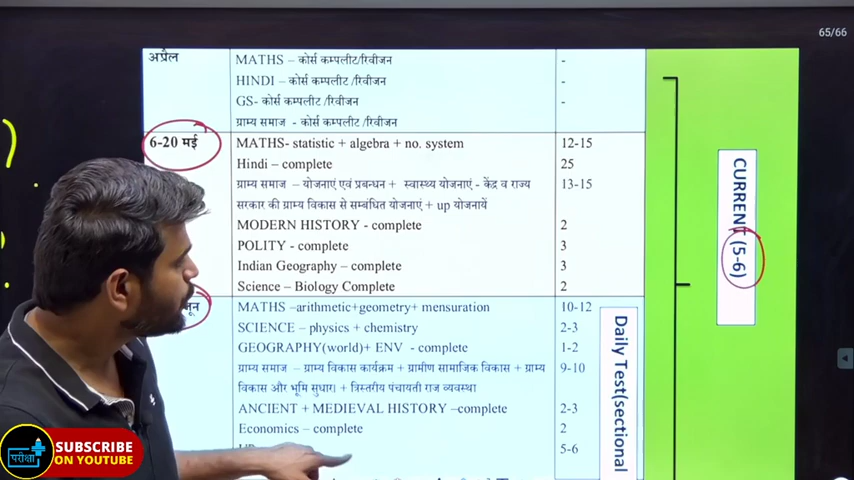 65/66
अप्रैल
MATHS – कोर्स कम्पलीट/रिवीजन
-
HINDI – कोर्स कम्पलीट /रिवीजन
-
GS- कोर्स कम्पलीट /रिवीजन
-
ग्राम्य समाज - कोर्स कम्पलीट /रिवीजन
6-20 मई
MATHS- statistic + algebra + no. system
12-15
Hindi – complete
25
ग्राम्य समाज – योजनाएं एवं प्रबन्धन + स्वास्थ्य योजनाएं - केंद्र व राज्य
13-15
सरकार की ग्राम्य विकास से सम्बंधित योजनाएं + up योजनायें
MODERN HISTORY - complete
2
POLITY - complete
3
Indian Geography – complete
3
Science – Biology Complete
2
जून
MATHS –arithmetic+geometry+ mensuration
10-12
SCIENCE – physics + chemistry
2-3
GEOGRAPHY(world)+ ENV - complete
1-2
ग्राम्य समाज – ग्राम्य विकास कार्यक्रम + ग्रामीण सामाजिक विकास + ग्राम्य
9-10
विकास और भूमि सुधार। + त्रिस्तरीय पंचायती राज व्यवस्था
ANCIENT + MEDIEVAL HISTORY –complete
2-3
Economics – complete
2
5-6
Daily Test(sectional
CURRENT (5-6)
परीक्षा
SUBSCRIBE
ON YOUTUBE